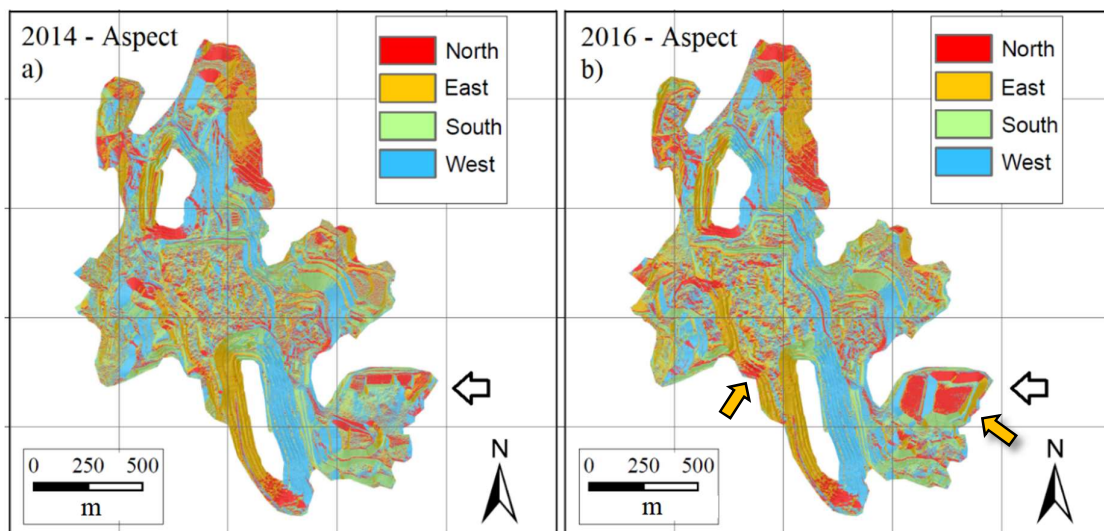 2014 - Aspect
a)
North
East
South
West
0 250 500
m
N
2016 - Aspect
b)
North
East
South
West
0 250 500
m
N